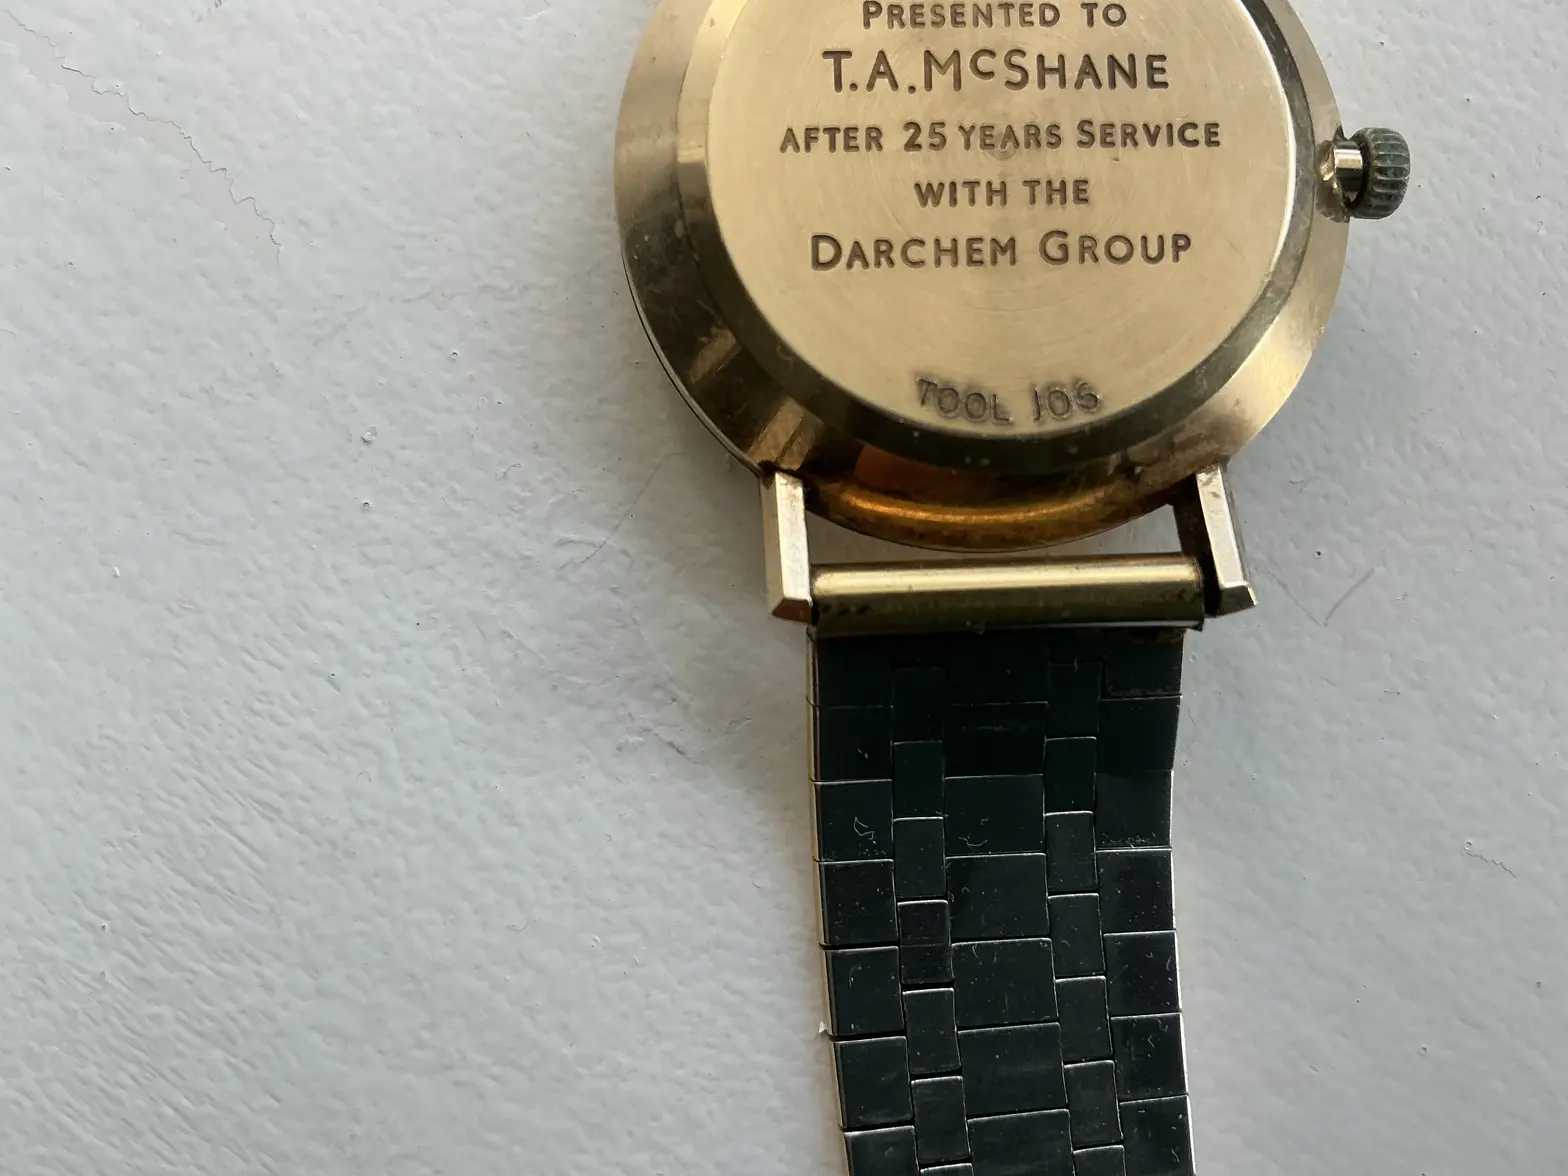 PRESENTED TO
T.A.McSHANE
AFTER 25 YEARS SERVICE
WITH THE
DARCHEM GROUP
TOOL 106